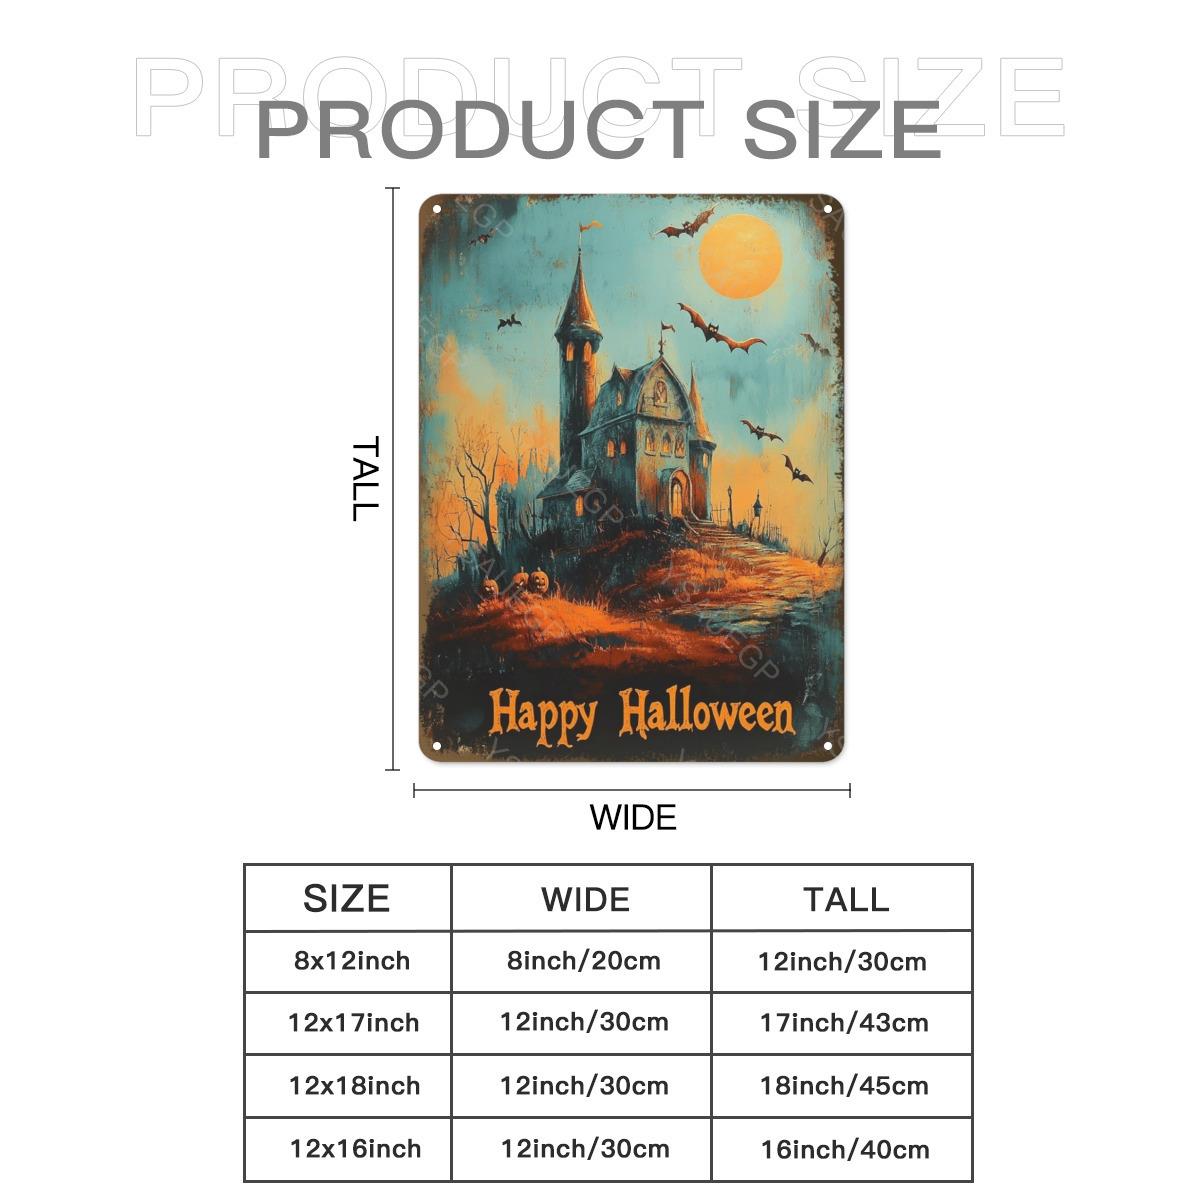 PRODUCT SIZE
PRODUCT SIZE
TALL
Happy Halloween
WIDE
SIZE WIDE TALL
8x12inch 8inch/20cm 12inch/30cm
12x17inch 12inch/30cm 17inch/43cm
12x18inch 12inch/30cm 18inch/45cm
12x16inch 12inch/30cm 16inch/40cm